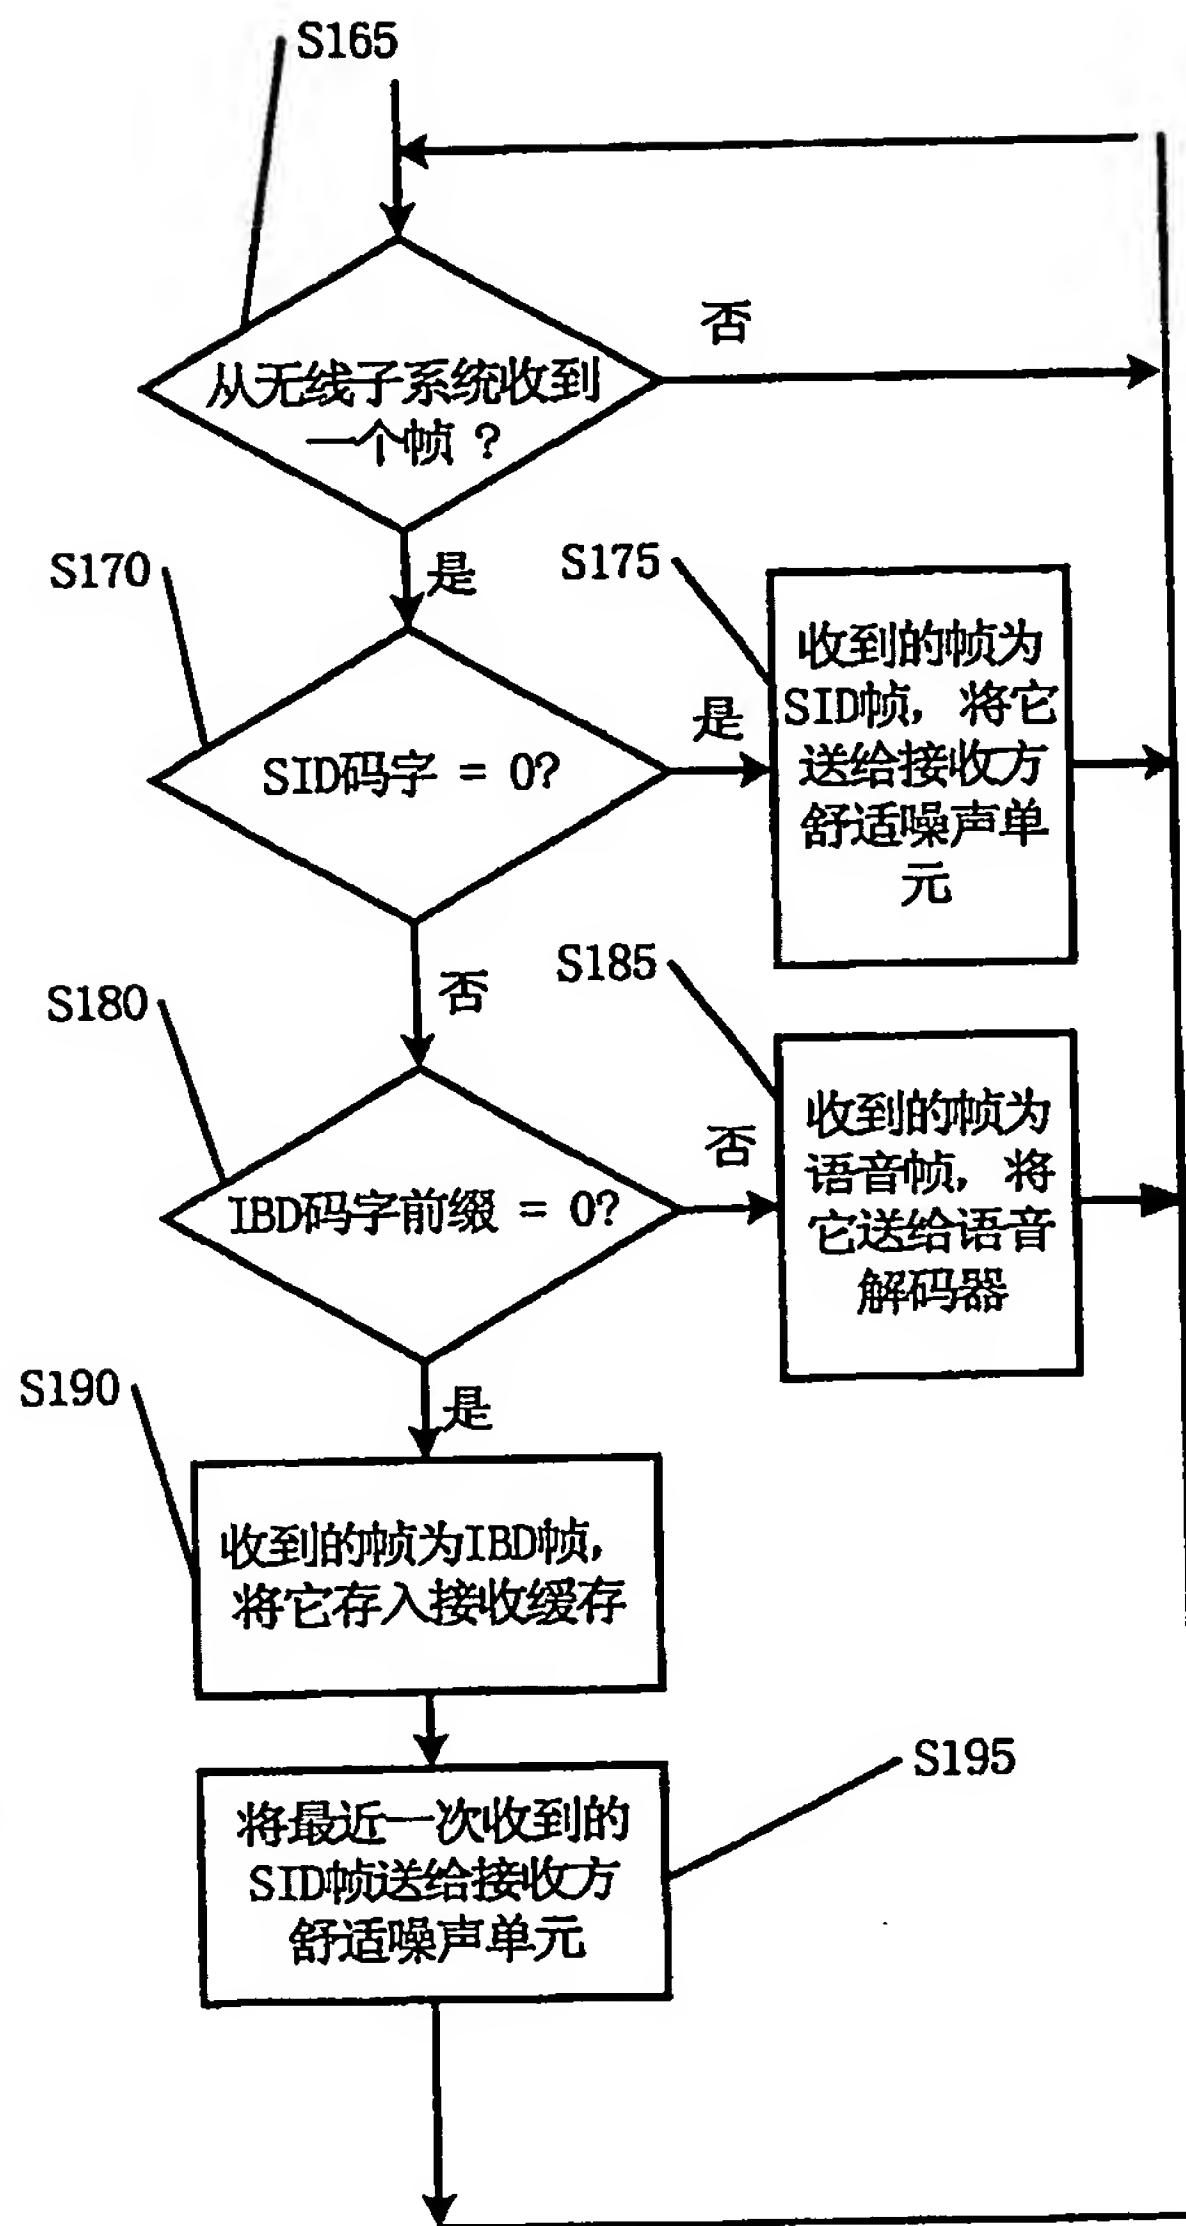 S165
否
从无线子系统收到
一个帧？
是
S170
S175
收到的帧为
SID帧，将它
送给接收方
舒适噪声单
元
是
SID码字 = 0?
否
S180
S185
收到的帧为
语音帧，将
它送给语音
解码器
否
IBD码字前缀 = 0?
是
S190
收到的帧为IBD帧，
将它存入接收缓存
S195
将最近一次收到的
SID帧送给接收方
舒适噪声单元